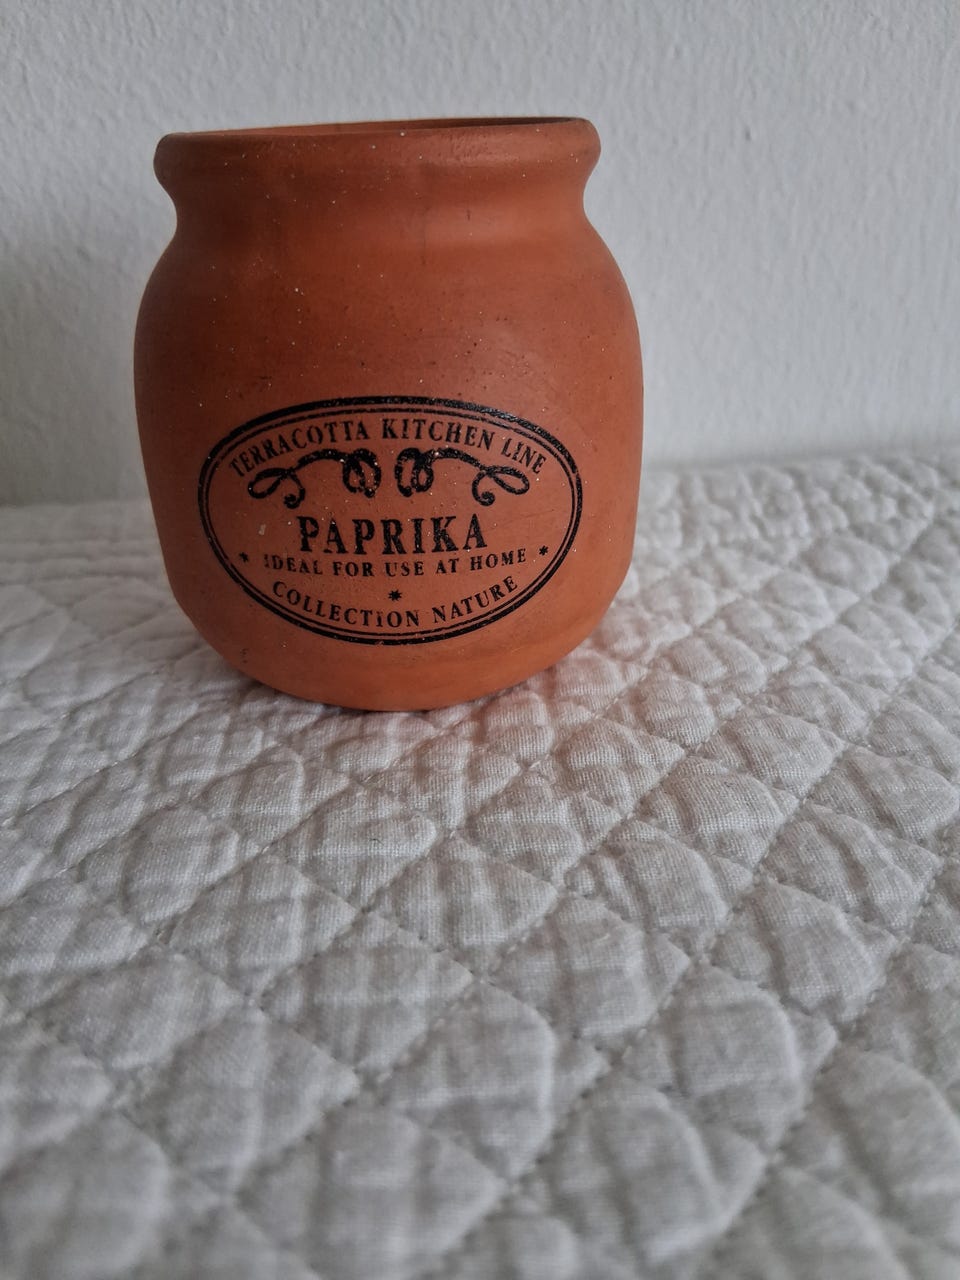 TERRACOTTA KITCHEN LINE
PAPRIKA
* IDEAL FOR USE AT HOME *
*
COLLECTION NATURE